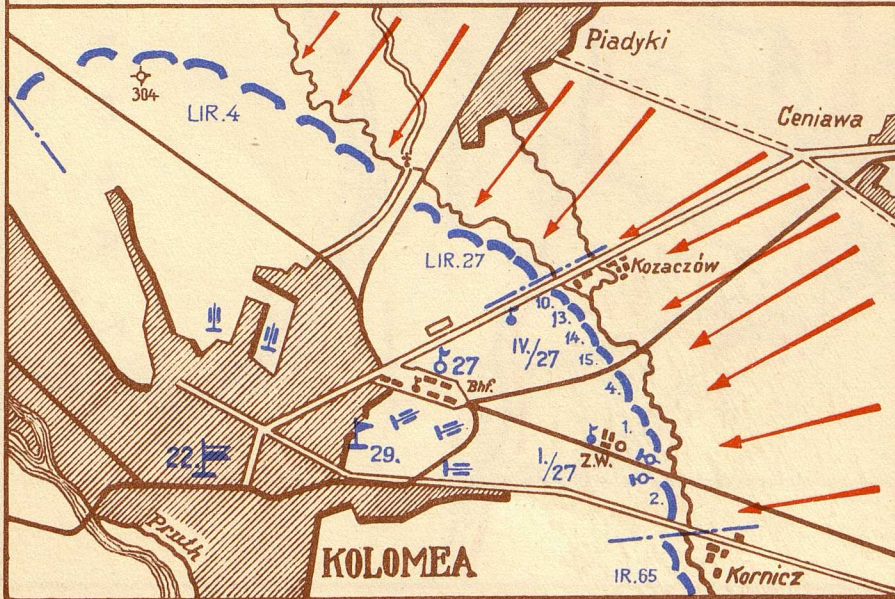 Piadyki
304
LIR.4
Ceniawa
LIR.27
Kozaczów
10.
13.
14.
IV./27
15.
27
Bhf.
4.
1.
22.
29.
Z.W.
I./27
2.
Pruth
KOLOMEA
IR.65
Kornicz